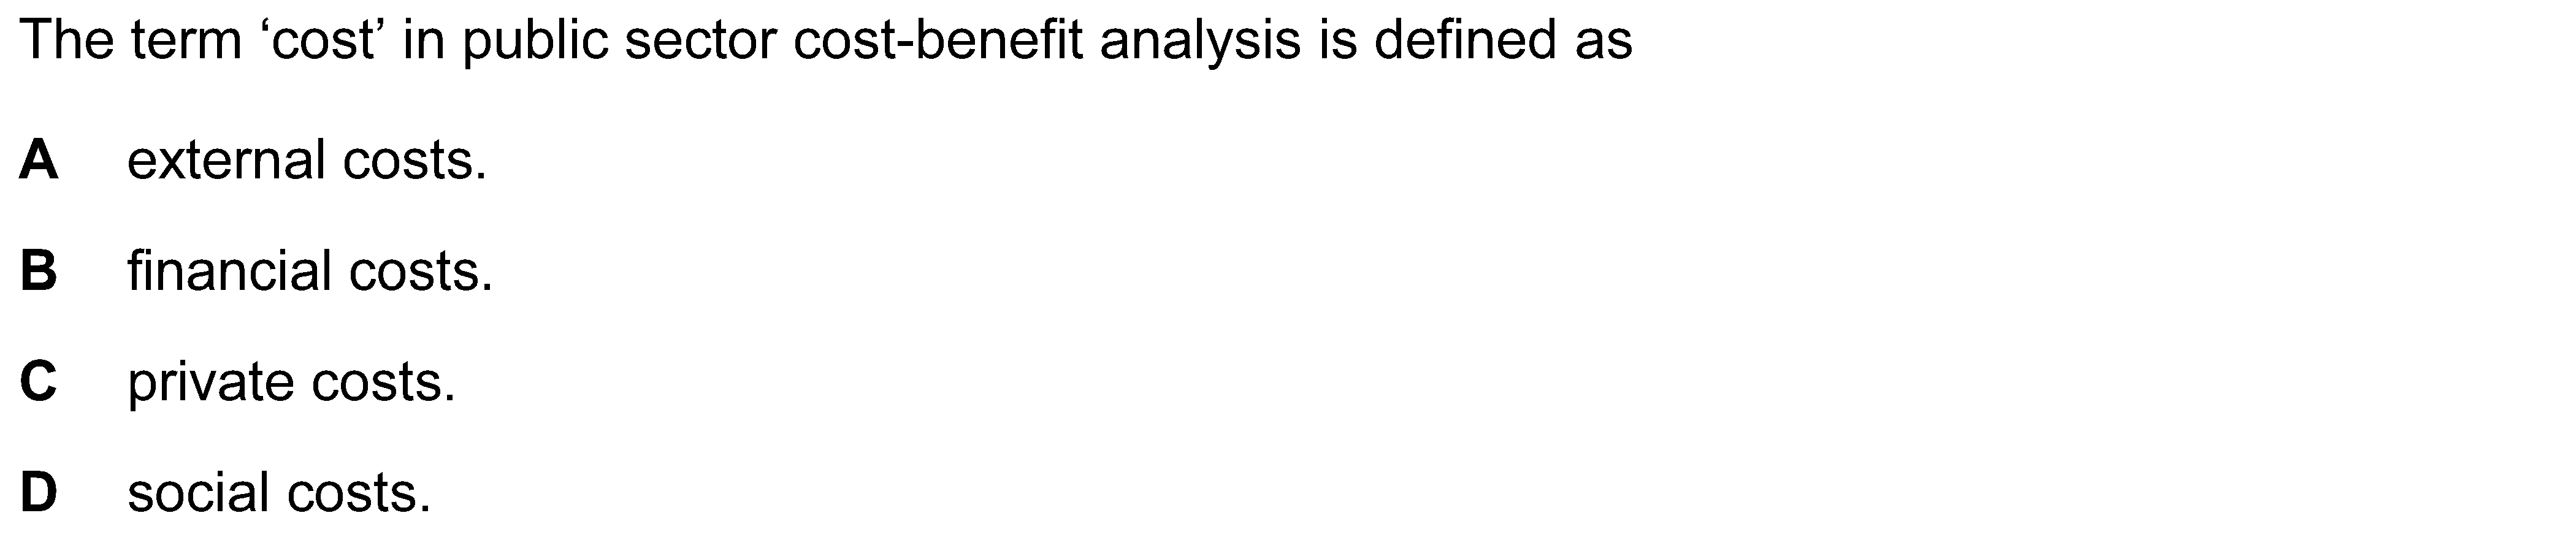 The term ‘cost’ in public sector cost-benefit analysis is defined as
A external costs.
B financial costs.
C private costs.
D social costs.